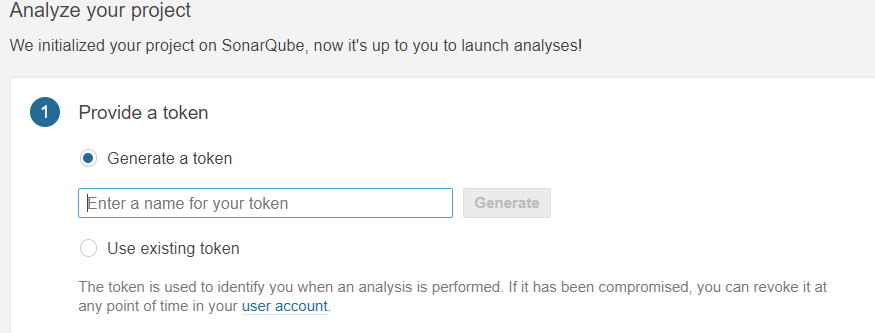 Analyze your project
We initialized your project on SonarQube, now it's up to you to launch analyses!
1 Provide a token
Generate a token
Enter a name for your token Generate
Use existing token
The token is used to identify you when an analysis is performed. If it has been compromised, you can revoke it at
any point of time in your user account.